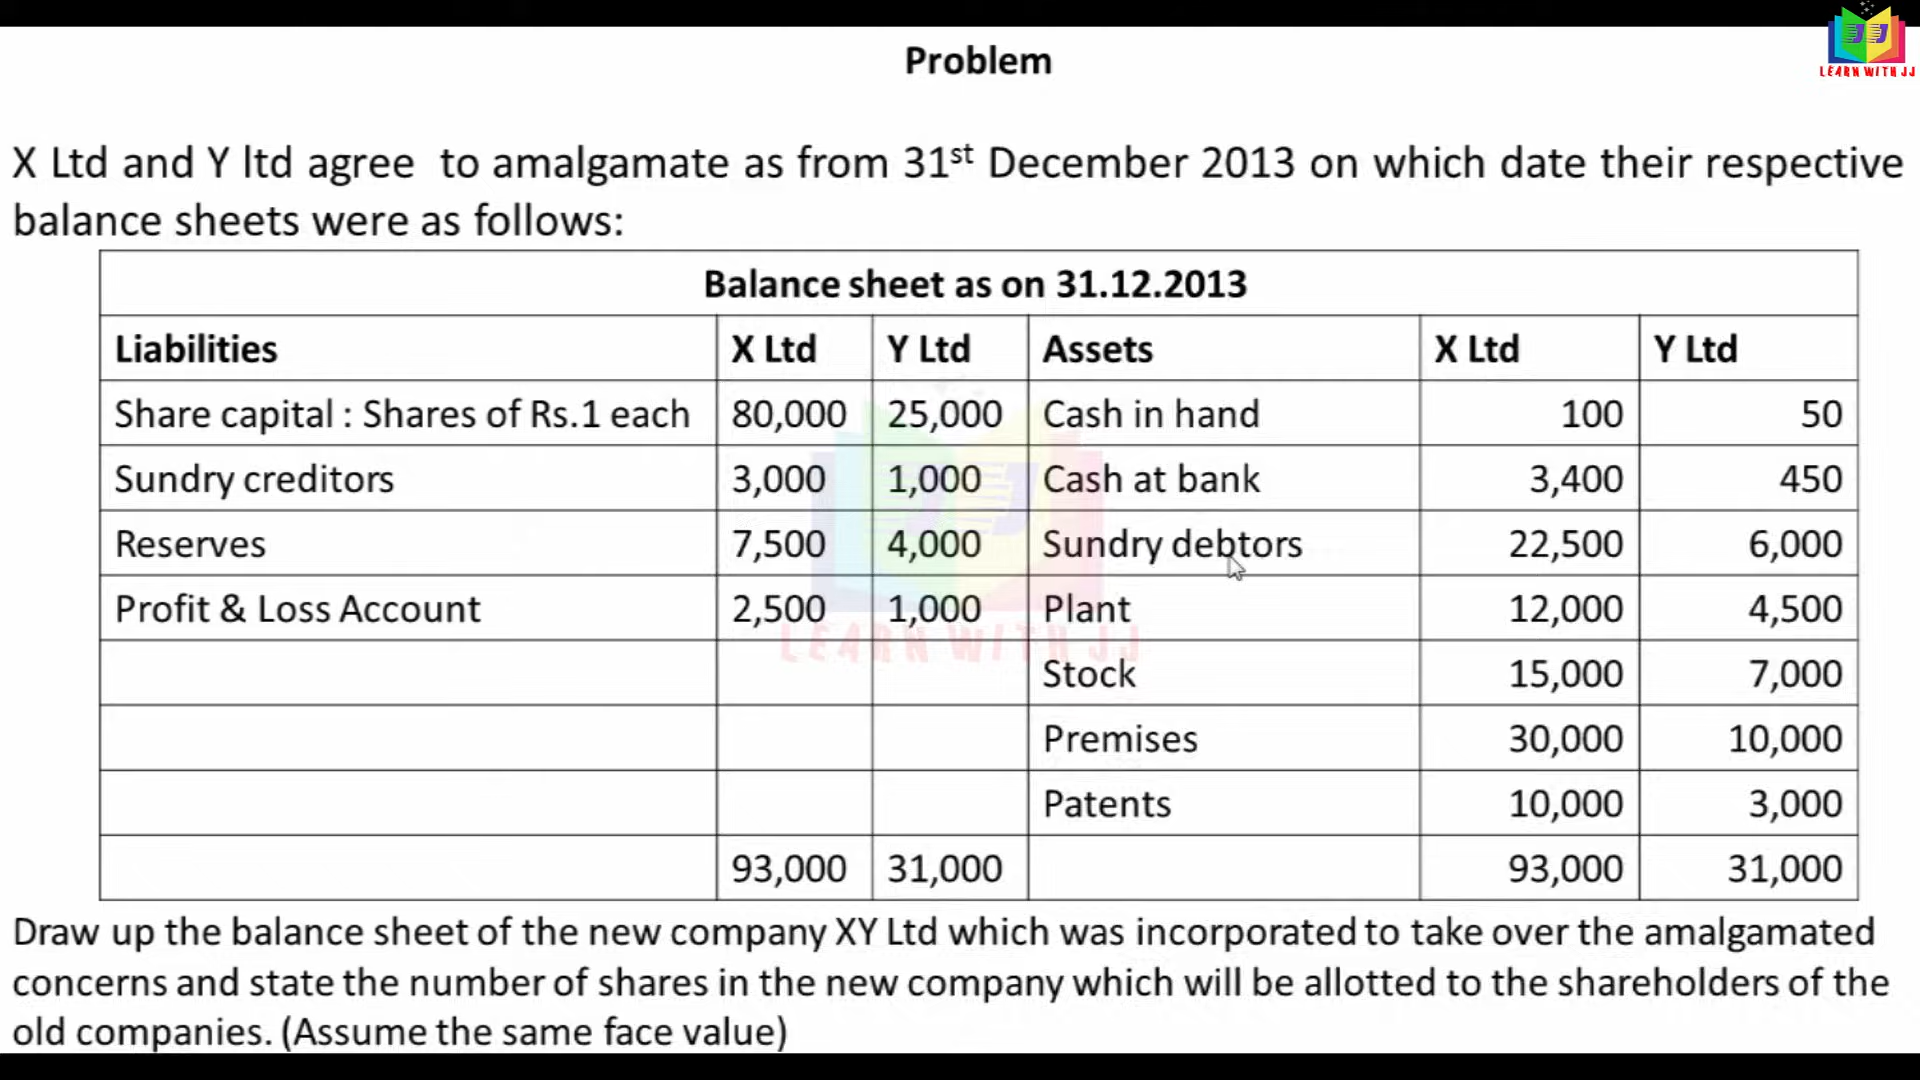 LEARN WITH JJ
Problem
X Ltd and Y ltd agree to amalgamate as from 31st December 2013 on which date their respective
balance sheets were as follows:
Balance sheet as on 31.12.2013
Liabilities X Ltd Y Ltd Assets X Ltd Y Ltd
Share capital : Shares of Rs.1 each 80,000 25,000 Cash in hand 100 50
Sundry creditors 3,000 1,000 Cash at bank 3,400 450
Reserves 7,500 4,000 Sundry debtors 22,500 6,000
Profit & Loss Account 2,500 1,000 Plant 12,000 4,500
LEARN WITH JJ
Stock 15,000 7,000
Premises 30,000 10,000
Patents 10,000 3,000
93,000 31,000 93,000 31,000
Draw up the balance sheet of the new company XY Ltd which was incorporated to take over the amalgamated
concerns and state the number of shares in the new company which will be allotted to the shareholders of the
old companies. (Assume the same face value)